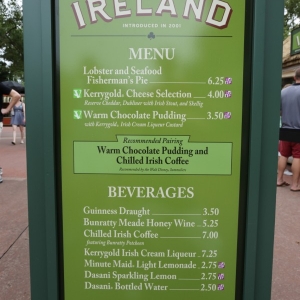 IRELAND
INTRODUCED IN 2001
MENU
Lobster and Seafood
Fisherman's Pie 6.25
Kerrygold® Cheese Selection 4.00
Reserve Cheddar, Dubliner with Irish Stout, and Skellig
Warm Chocolate Pudding 3.50
with Kerrygold® Irish Cream Liqueur Custard
Recommended Pairing
Warm Chocolate Pudding and
Chilled Irish Coffee
BEVERAGES
Guinness Draught 3.50
Bunratty Meade Honey Wine 5.25
Chilled Irish Coffee 7.00
featuring Bunratty Potcheen
Kerrygold Irish Cream Liqueur 7.25
Minute Maid® Light Lemonade 2.75
Dasani Sparkling Lemon 2.75
Dasani® Bottled Water 2.50